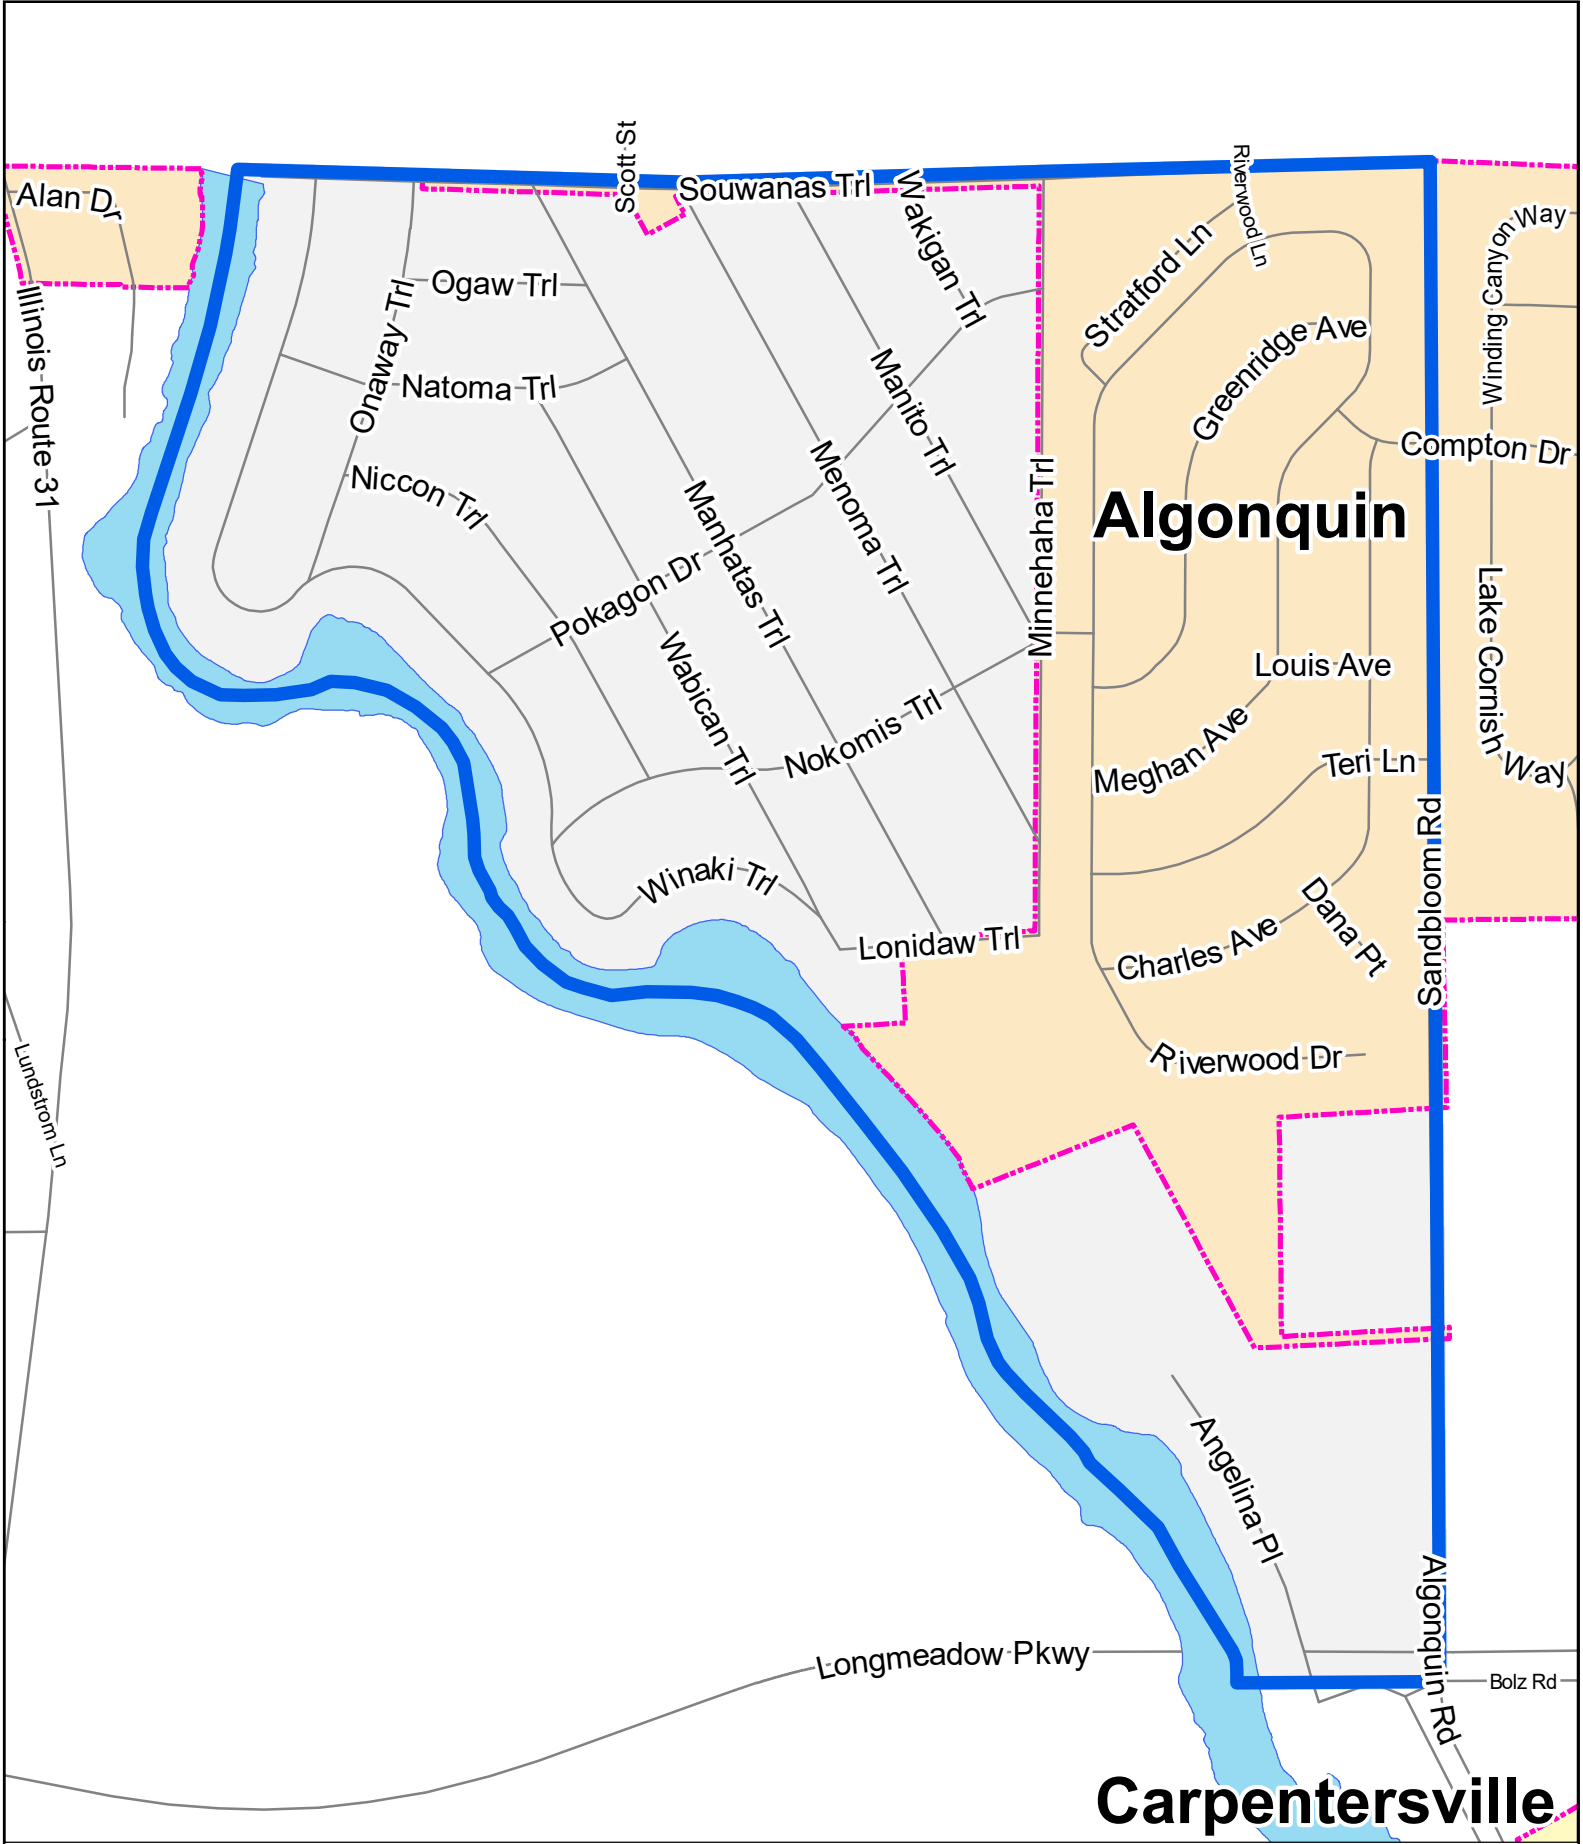 Scott St
Riverwood Ln
Alan Dr
Souwanas Trl
Wakigan Trl
Winding Canyon Way
Stratford Ln
Ogaw Trl
Illinois Route 31
Onaway Trl
Natoma Trl
Greenridge Ave
Manito Trl
Compton Dr
Menoma Trl
Niccon Trl
Manhatas Trl
Minnehaha Trl
Algonquin
Pokagon Dr
Lake Cornish Way
Wabican Trl
Louis Ave
Nokomis Trl
Meghan Ave
Teri Ln
Sandbloom Rd
Winaki Trl
Dana Pt
Lonidaw Trl
Charles Ave
Riverwood Dr
Lundstrom Ln
Angelina Pl
Algonquin Rd
Longmeadow Pkwy
Bolz Rd
Carpentersville